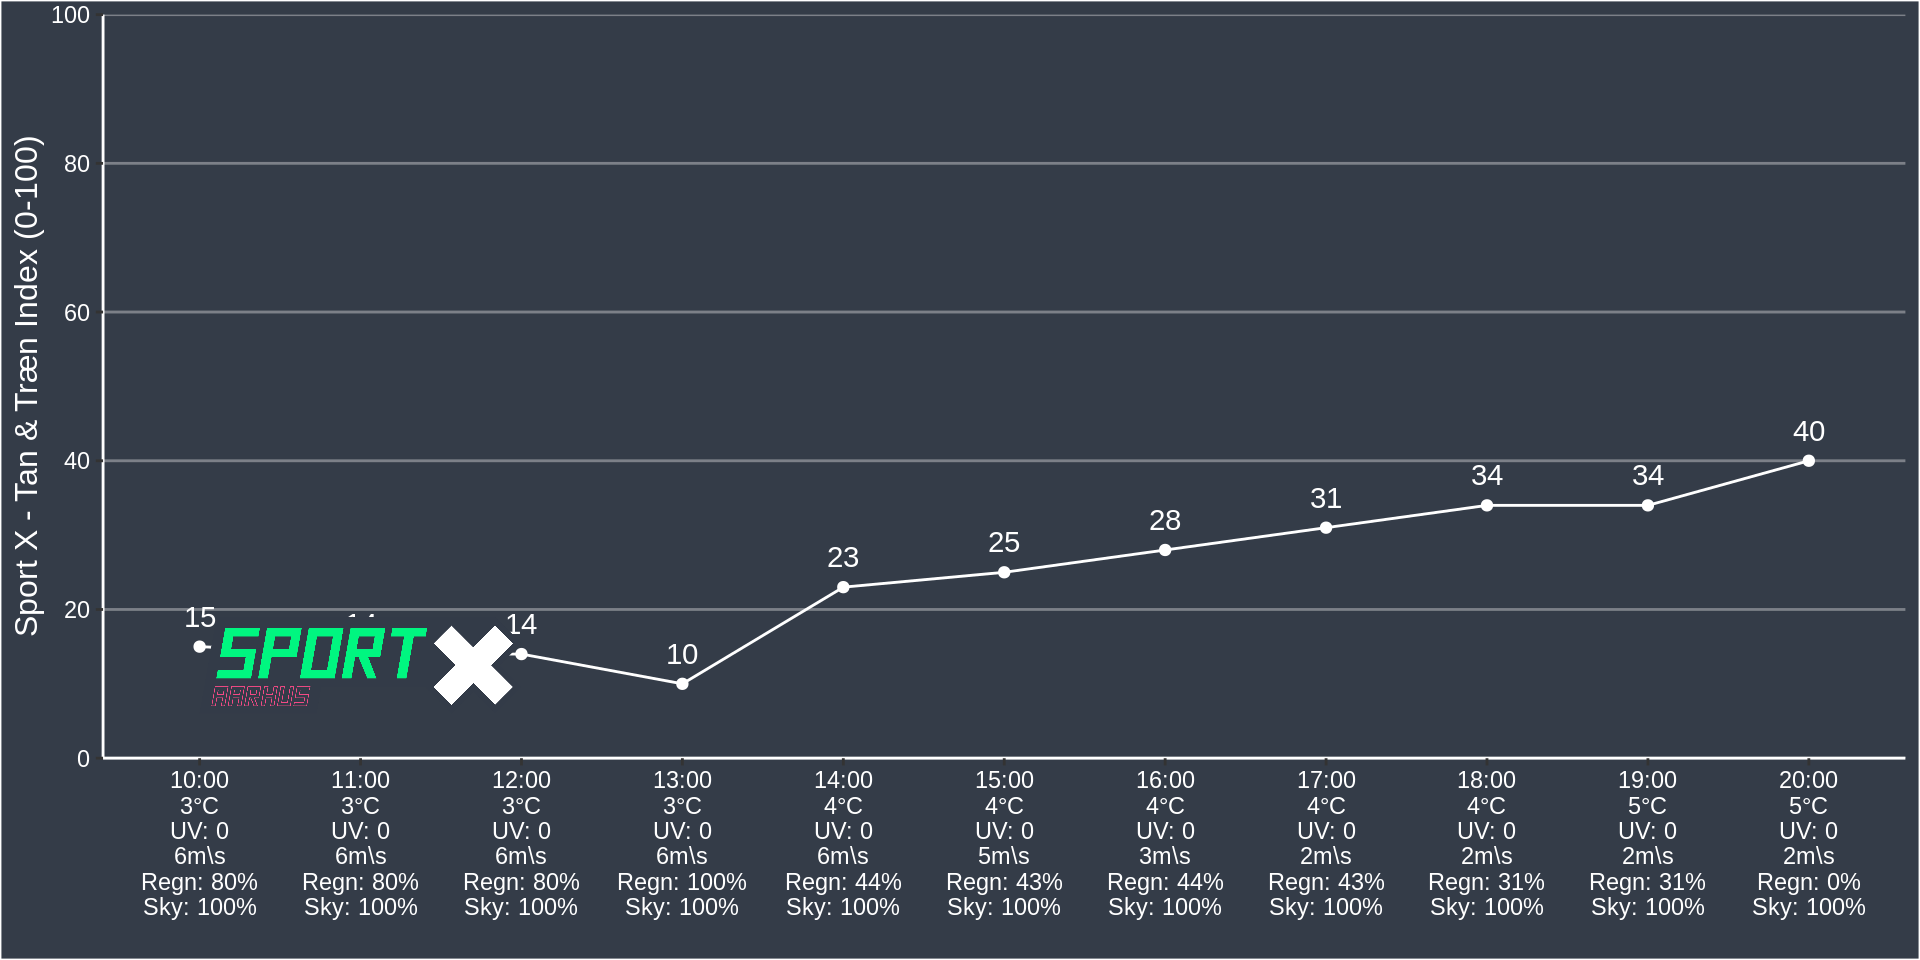 Sport X - Tan & Træn Index (0-100)
100
80
60
40
20
0
15
14
10
23
25
28
31
34
34
40
SPORT X
AARHUS
10:00 11:00 12:00 13:00 14:00 15:00 16:00 17:00 18:00 19:00 20:00
3°C 3°C 3°C 3°C 4°C 4°C 4°C 4°C 4°C 5°C 5°C
UV: 0 UV: 0 UV: 0 UV: 0 UV: 0 UV: 0 UV: 0 UV: 0 UV: 0 UV: 0 UV: 0
6m\s 6m\s 6m\s 6m\s 6m\s 5m\s 3m\s 2m\s 2m\s 2m\s 2m\s
Regn: 80% Regn: 80% Regn: 80% Regn: 100% Regn: 44% Regn: 43% Regn: 44% Regn: 43% Regn: 31% Regn: 31% Regn: 0%
Sky: 100% Sky: 100% Sky: 100% Sky: 100% Sky: 100% Sky: 100% Sky: 100% Sky: 100% Sky: 100% Sky: 100% Sky: 100%